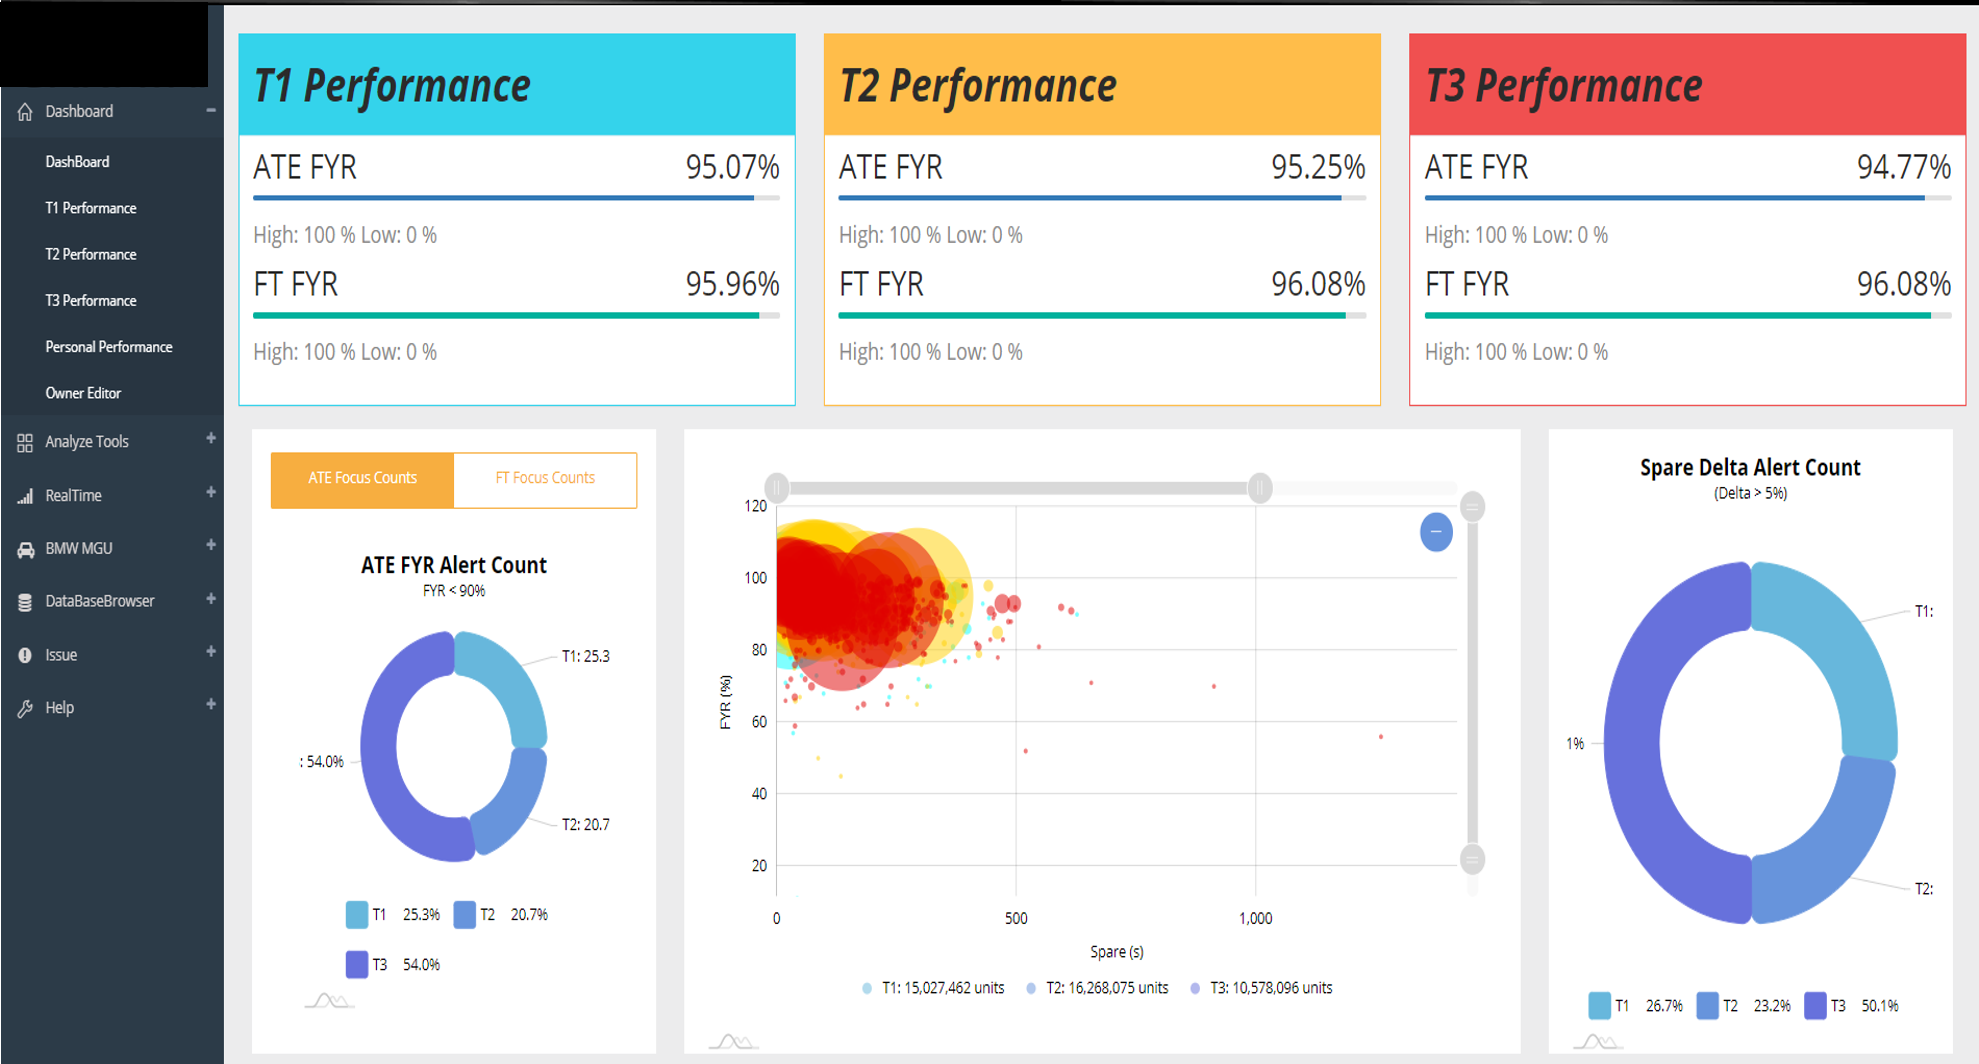 Dashboard
DashBoard
T1 Performance
T2 Performance
T3 Performance
Personal Performance
Owner Editor
Analyze Tools
RealTime
BMW MGU
DataBaseBrowser
Issue
Help
T1 Performance
ATE FYR 95.07%
High: 100 % Low: 0 %
FT FYR 95.96%
High: 100 % Low: 0 %
T2 Performance
ATE FYR 95.25%
High: 100 % Low: 0 %
FT FYR 96.08%
High: 100 % Low: 0 %
T3 Performance
ATE FYR 94.77%
High: 100 % Low: 0 %
FT FYR 96.08%
High: 100 % Low: 0 %
ATE Focus Counts FT Focus Counts
ATE FYR Alert Count
FYR < 90%
T1: 25.3
: 54.0%
T2: 20.7
T1 25.3% T2 20.7%
T3 54.0%
120
100
80
60
40
20
FYR (%)
0 500 1,000
Spare (s)
T1: 15,027,462 units T2: 16,268,075 units T3: 10,578,096 units
Spare Delta Alert Count
(Delta > 5%)
T1:
1%
T2:
T1 26.7% T2 23.2% T3 50.1%